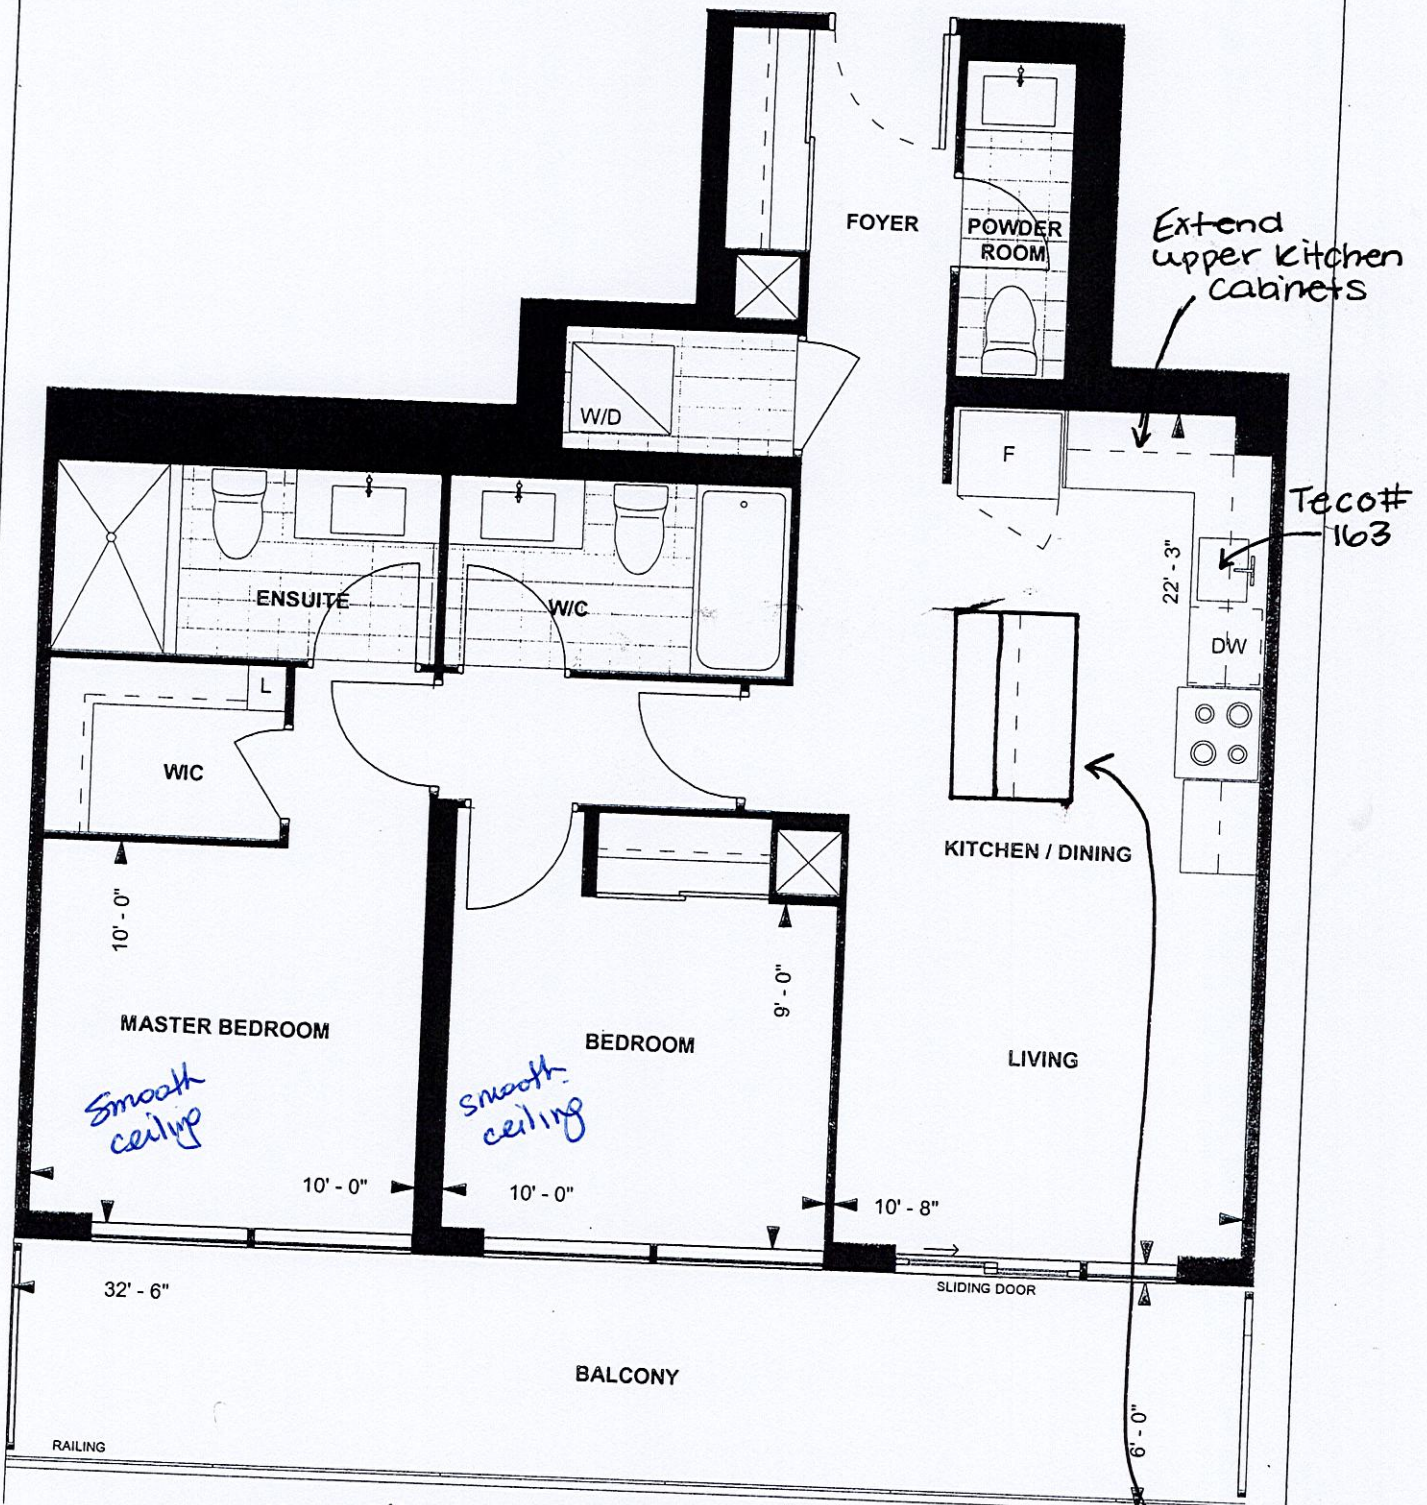 FOYER
POWDER
ROOM
Extend
upper kitchen
cabinets
W/D
F
Teco#
163
22' - 3"
ENSUITE
W/C
DW
L
WIC
KITCHEN / DINING
10' - 0"
9' - 0"
MASTER BEDROOM
BEDROOM
LIVING
Smooth
ceiling
smooth
ceiling
10' - 0"
10' - 0"
10' - 8"
32' - 6"
SLIDING DOOR
BALCONY
6' - 0"
RAILING